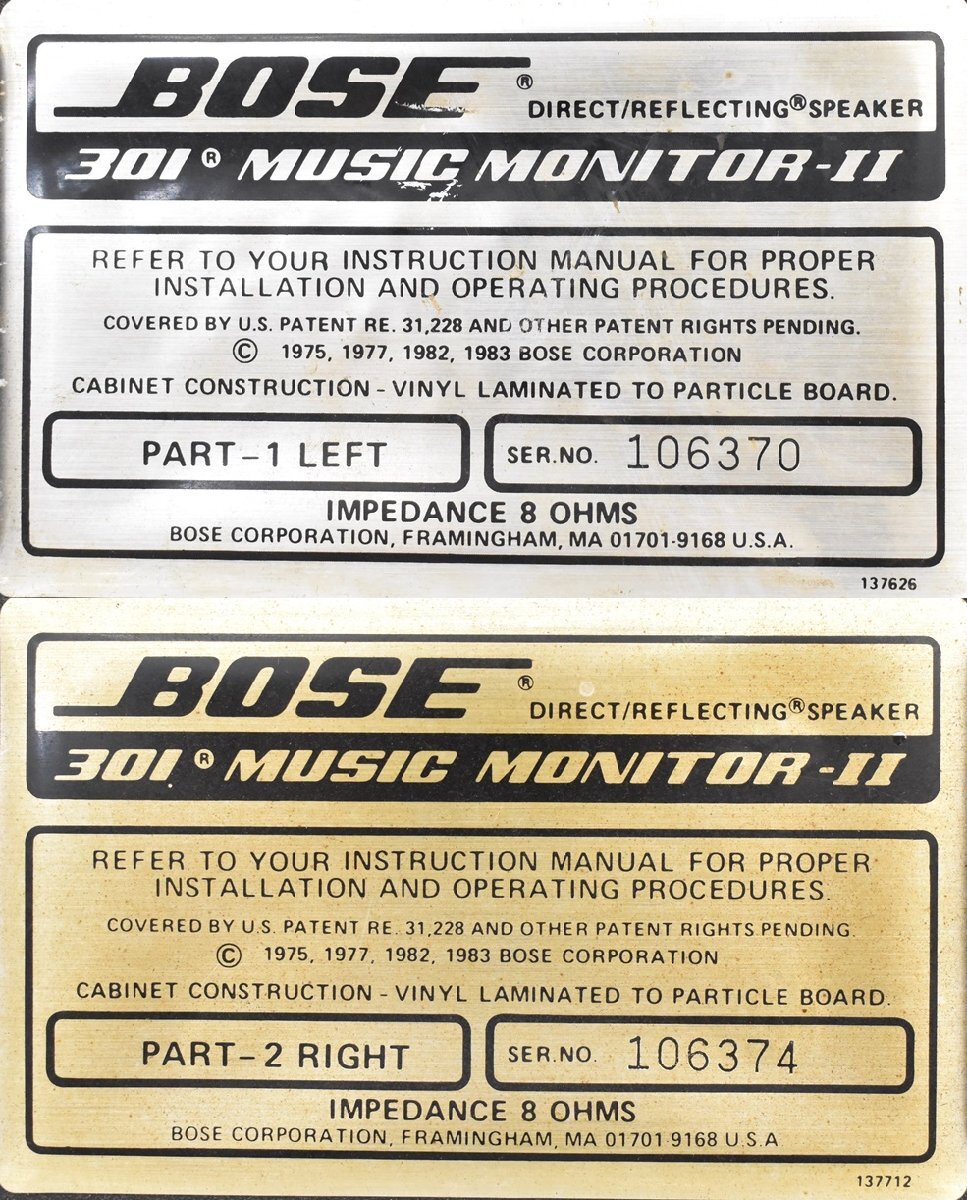 BOSE®
DIRECT/REFLECTING® SPEAKER
301® MUSIC MONITOR-II
REFER TO YOUR INSTRUCTION MANUAL FOR PROPER
INSTALLATION AND OPERATING PROCEDURES.
COVERED BY U.S. PATENT RE. 31,228 AND OTHER PATENT RIGHTS PENDING.
© 1975, 1977, 1982, 1983 BOSE CORPORATION
CABINET CONSTRUCTION - VINYL LAMINATED TO PARTICLE BOARD.
PART-1 LEFT
SER.NO. 106370
IMPEDANCE 8 OHMS
BOSE CORPORATION, FRAMINGHAM, MA 01701-9168 U.S.A.
137626
BOSE®
DIRECT/REFLECTING® SPEAKER
301® MUSIC MONITOR-II
REFER TO YOUR INSTRUCTION MANUAL FOR PROPER
INSTALLATION AND OPERATING PROCEDURES.
COVERED BY U.S. PATENT RE. 31,228 AND OTHER PATENT RIGHTS PENDING.
© 1975, 1977, 1982, 1983 BOSE CORPORATION
CABINET CONSTRUCTION - VINYL LAMINATED TO PARTICLE BOARD.
PART-2 RIGHT
SER.NO. 106374
IMPEDANCE 8 OHMS
BOSE CORPORATION, FRAMINGHAM, MA 01701-9168 U.S.A
137712